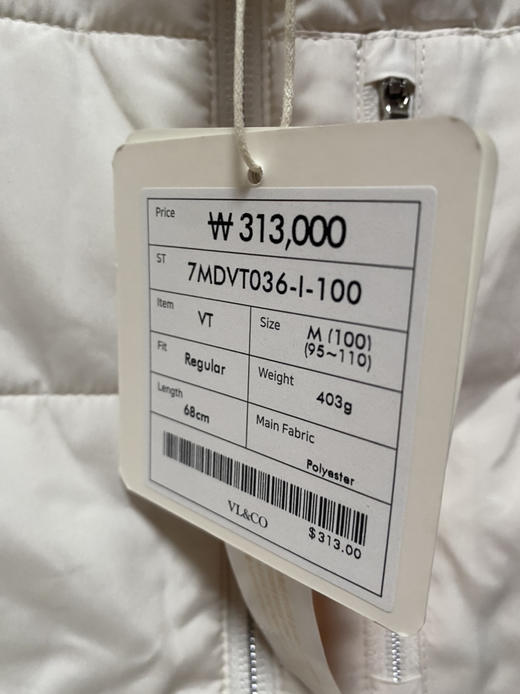 Price
₩ 313,000
ST
7MDVT036-I-100
Item
VT
Size
M (100)
(95~110)
Fit
Regular
Weight
403g
Length
68cm
Main Fabric
Polyester
VL&CO
$313.00